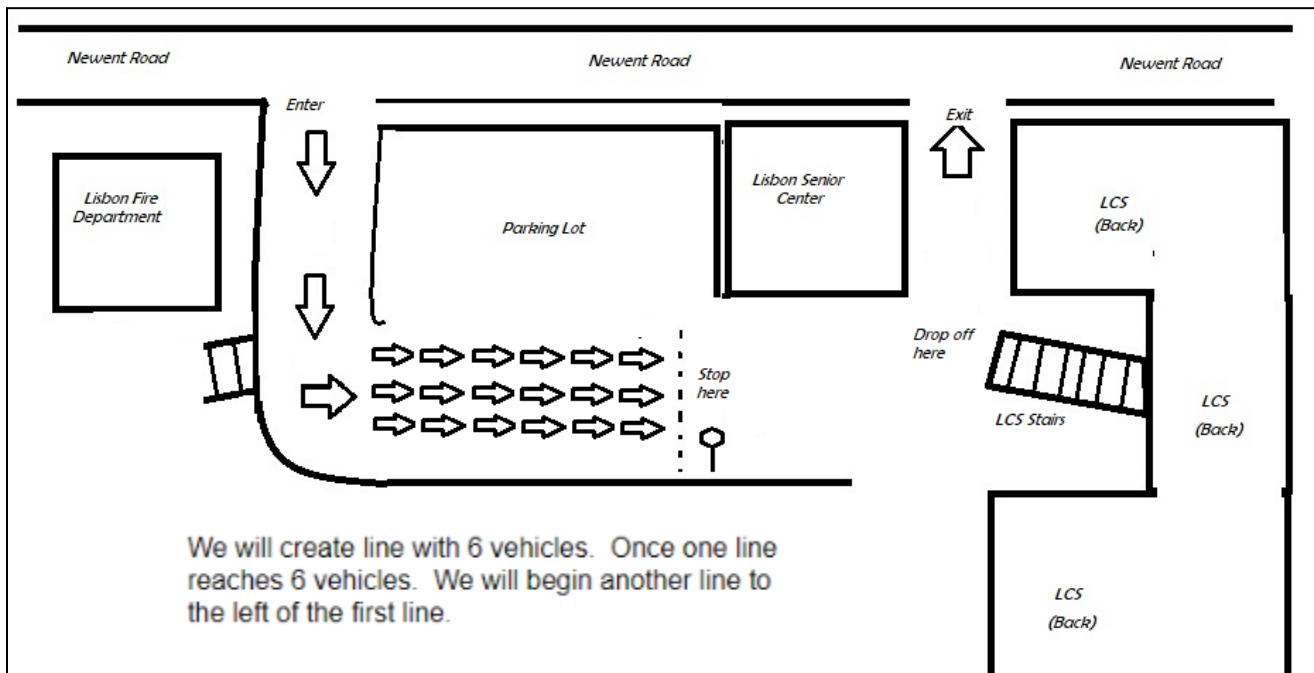 Newent Road
Newent Road
Newent Road
Enter
Exit
Lisbon Fire
Department
Parking Lot
Lisbon Senior
Center
LCS
(Back)
Drop off
here
Stop
here
LCS Stairs
LCS
(Back)
We will create line with 6 vehicles.  Once one line
reaches 6 vehicles.  We will begin another line to
the left of the first line.
LCS
(Back)